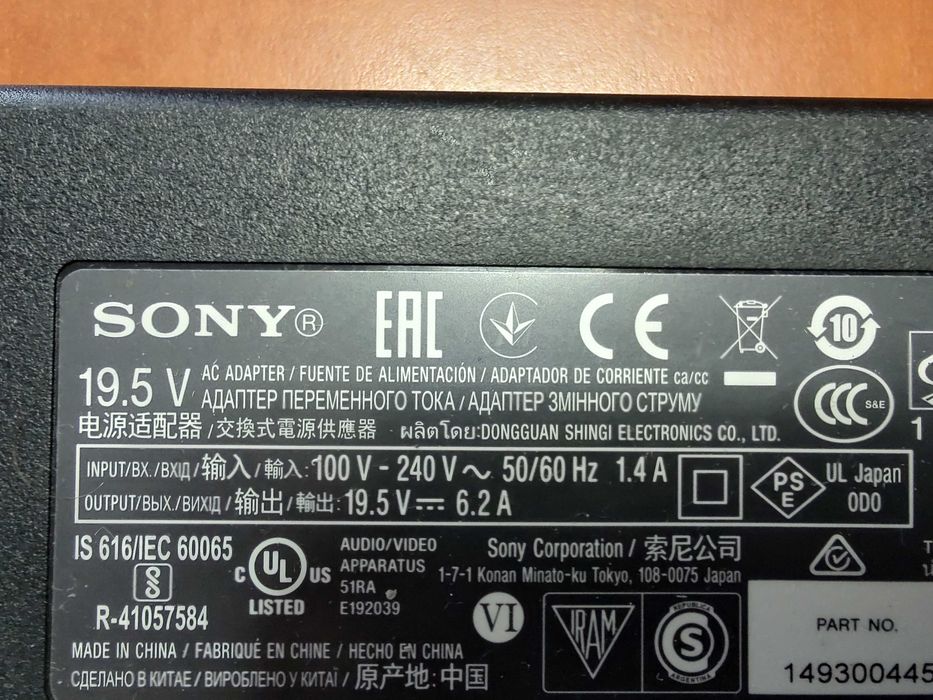 SONY®
EAC
CE
10
19.5 V
AC ADAPTER / FUENTE DE ALIMENTACIÓN / ADAPTADOR DE CORRIENTE ca/cc
АДАПТЕР ПЕРЕМЕННОГО ТОКА / АДАПТЕР ЗМІННОГО СТРУМУ
CCC S&E
电源适配器 / 交換式電源供應器 ผลิตโดย: DONGGUAN SHINGI ELECTRONICS CO., LTD.
INPUT/ВХ./ВХІД / 输入 / 輸入: 100 V - 240 V ~ 50/60 Hz 1.4 A
OUTPUT/ВЫХ./ВИХІД / 输出 / 輸出: 19.5 V ⎓ 6.2 A
PS E
UL Japan
ODO
IS 616/IEC 60065
R-41057584
C UL US
LISTED
AUDIO/VIDEO
APPARATUS
51RA
E192039
Sony Corporation / 索尼公司
1-7-1 Konan Minato-ku Tokyo, 108-0075 Japan
VI
IRAM
REPUBLICA
S
ARGENTINA
PART NO.
149300445
MADE IN CHINA / FABRIQUÉ EN CHINE / HECHO EN CHINA
СДЕЛАНО В КИТАЕ / ВИРОБЛЕНО У КИТАЇ / 原产地: 中国